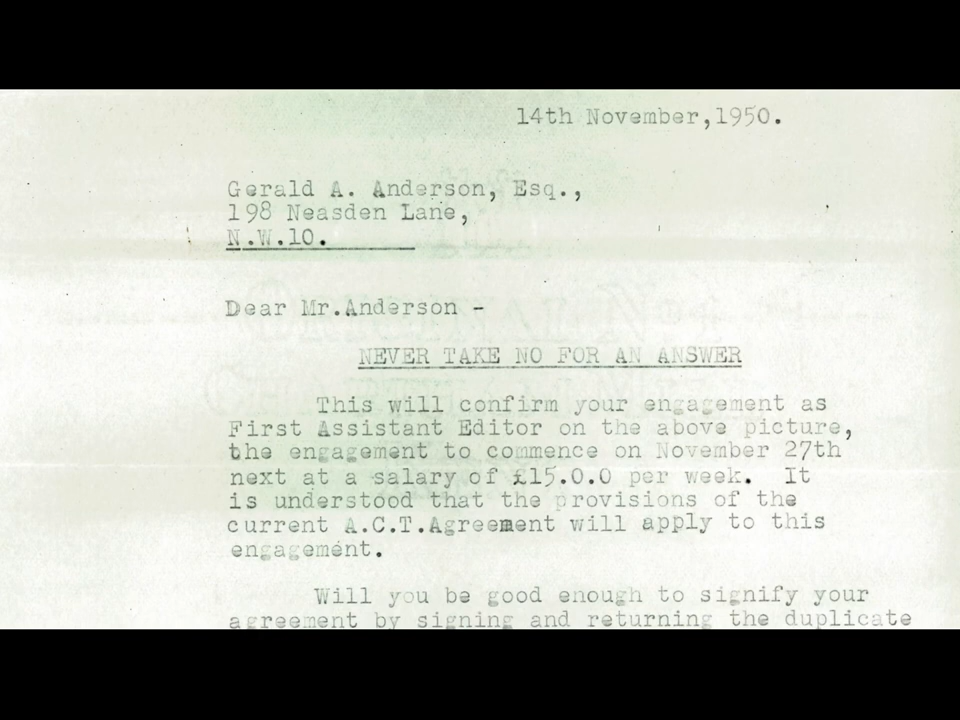 14th November,1950.
Gerald A. Anderson, Esq.,
198 Neasden Lane,
N.W.10.
Dear Mr.Anderson -
NEVER TAKE NO FOR AN ANSWER
This will confirm your engagement as
First Assistant Editor on the above picture,
the engagement to commence on November 27th
next at a salary of £15.0.0 per week. It
is understood that the provisions of the
current A.C.T.Agreement will apply to this
engagement.
Will you be good enough to signify your
agreement by signing and returning the duplicate